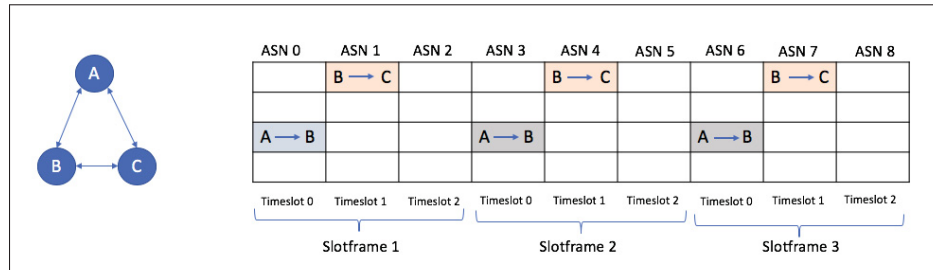 A
B
C
ASN 0 ASN 1 ASN 2 ASN 3 ASN 4 ASN 5 ASN 6 ASN 7 ASN 8
B C B C B C
A B A B A B
Timeslot 0 Timeslot 1 Timeslot 2 Timeslot 0 Timeslot 1 Timeslot 2 Timeslot 0 Timeslot 1 Timeslot 2
Slotframe 1 Slotframe 2 Slotframe 3